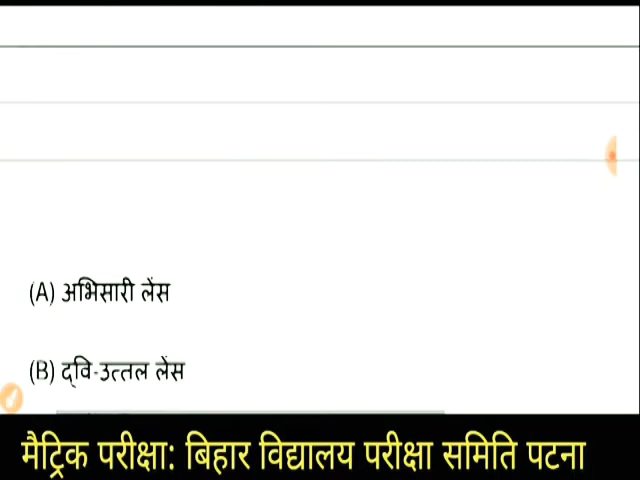 (A) अभिसारी लेंस
(B) द्वि-उत्तल लेंस
मैट्रिक परीक्षा: बिहार विद्यालय परीक्षा समिति पटना